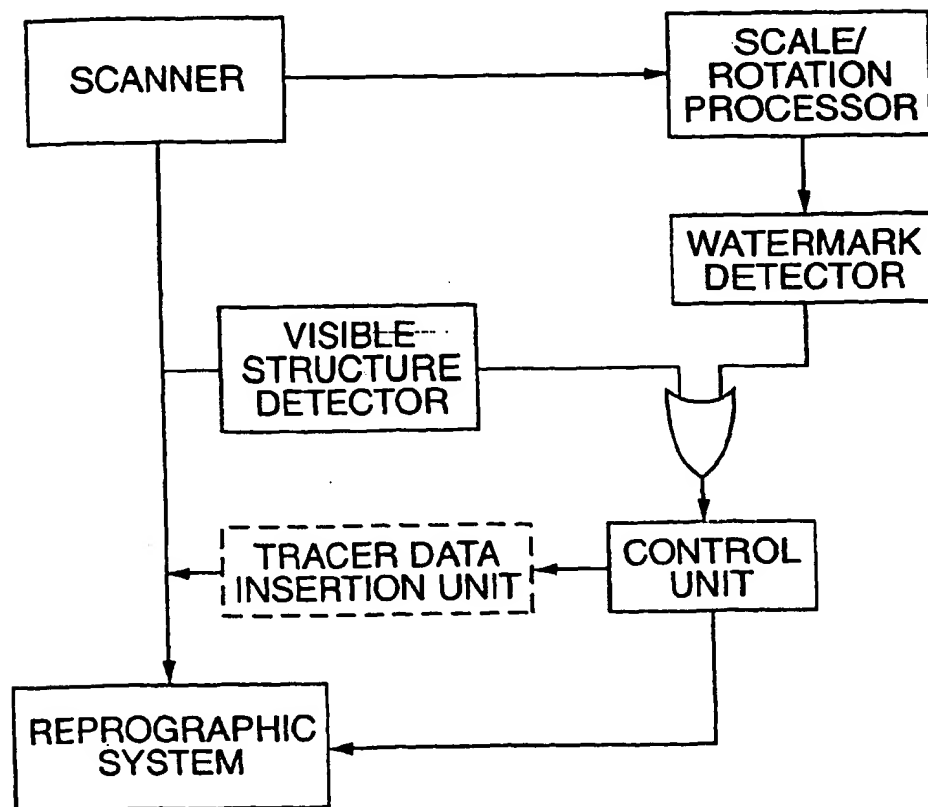 SCANNER
SCALE/
ROTATION
PROCESSOR
WATERMARK
DETECTOR
VISIBLE
STRUCTURE
DETECTOR
TRACER DATA
INSERTION UNIT
CONTROL
UNIT
REPROGRAPHIC
SYSTEM